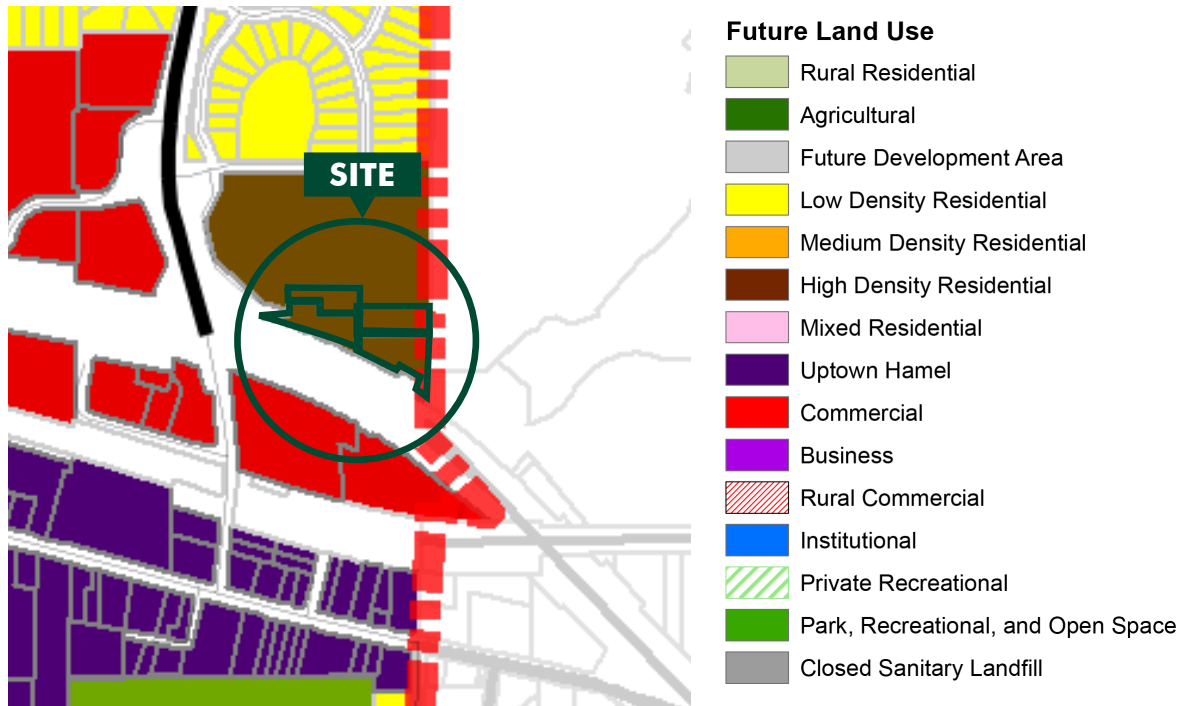 SITE
Future Land Use
Rural Residential
Agricultural
Future Development Area
Low Density Residential
Medium Density Residential
High Density Residential
Mixed Residential
Uptown Hamel
Commercial
Business
Rural Commercial
Institutional
Private Recreational
Park, Recreational, and Open Space
Closed Sanitary Landfill